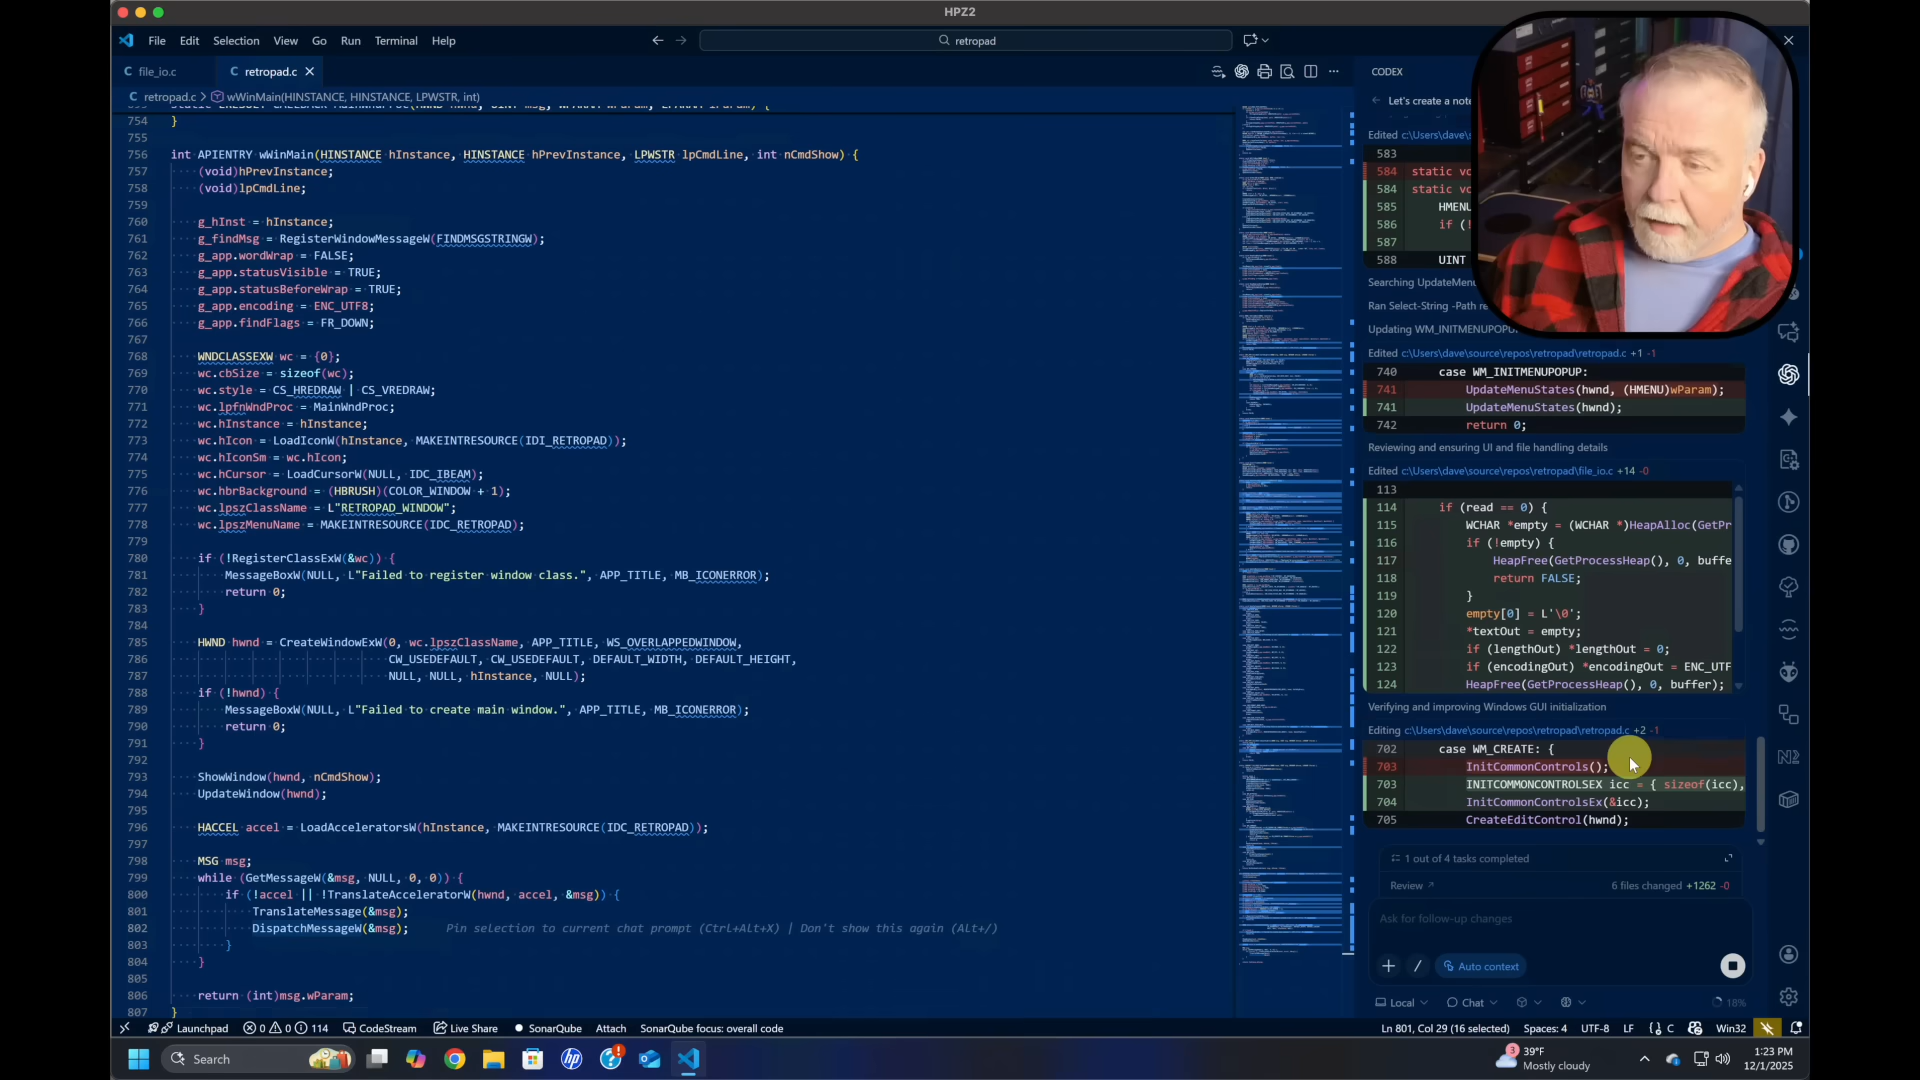 HPZ2
File Edit Selection View Go Run Terminal Help
retropad
C file_io.c
C retropad.c
CODEX
retropad.c > wWinMain(HINSTANCE, HINSTANCE, LPWSTR, int)
754 }
755
756 int APIENTRY wWinMain(HINSTANCE hInstance, HINSTANCE hPrevInstance, LPWSTR lpCmdLine, int nCmdShow) {
757 (void)hPrevInstance;
758 (void)lpCmdLine;
759
760 g_hInst = hInstance;
761 g_findMsg = RegisterWindowMessageW(FINDMSGSTRINGW);
762 g_app.wordWrap = FALSE;
763 g_app.statusVisible = TRUE;
764 g_app.statusBeforeWrap = TRUE;
765 g_app.encoding = ENC_UTF8;
766 g_app.findFlags = FR_DOWN;
767
768 WNDCLASSEXW wc = {0};
769 wc.cbSize = sizeof(wc);
770 wc.style = CS_HREDRAW | CS_VREDRAW;
771 wc.lpfnWndProc = MainWndProc;
772 wc.hInstance = hInstance;
773 wc.hIcon = LoadIconW(hInstance, MAKEINTRESOURCE(IDI_RETROPAD));
774 wc.hIconSm = wc.hIcon;
775 wc.hCursor = LoadCursorW(NULL, IDC_IBEAM);
776 wc.hbrBackground = (HBRUSH)(COLOR_WINDOW + 1);
777 wc.lpszClassName = L"RETROPAD_WINDOW";
778 wc.lpszMenuName = MAKEINTRESOURCE(IDC_RETROPAD);
779
780 if (!RegisterClassExW(&wc)) {
781 MessageBoxW(NULL, L"Failed to register window class.", APP_TITLE, MB_ICONERROR);
782 return 0;
783 }
784
785 HWND hwnd = CreateWindowExW(0, wc.lpszClassName, APP_TITLE, WS_OVERLAPPEDWINDOW,
786 CW_USEDEFAULT, CW_USEDEFAULT, DEFAULT_WIDTH, DEFAULT_HEIGHT,
787 NULL, NULL, hInstance, NULL);
788 if (!hwnd) {
789 MessageBoxW(NULL, L"Failed to create main window.", APP_TITLE, MB_ICONERROR);
790 return 0;
791 }
792
793 ShowWindow(hwnd, nCmdShow);
794 UpdateWindow(hwnd);
795
796 HACCEL accel = LoadAcceleratorsW(hInstance, MAKEINTRESOURCE(IDC_RETROPAD));
797
798 MSG msg;
799 while (GetMessageW(&msg, NULL, 0, 0)) {
800 if (!accel || !TranslateAcceleratorW(hwnd, accel, &msg)) {
801 TranslateMessage(&msg);
802 DispatchMessageW(&msg); Pin selection to current chat prompt (Ctrl+Alt+X) | Don't show this again (Alt+/)
803 }
804 }
805
806 return (int)msg.wParam;
807 }
Let's create a note
Edited c:\Users\dave\s
583
584 static vo
584 static vo
585 HMENU
586 if (!
587
588 UINT
Searching UpdateMenu
Ran Select-String -Path re
Updating WM_INITMENUPOPUP
Edited c:\Users\dave\source\repos\retropad\retropad.c +1 -1
740 case WM_INITMENUPOPUP:
741 UpdateMenuStates(hwnd, (HMENU)wParam);
741 UpdateMenuStates(hwnd);
742 return 0;
Reviewing and ensuring UI and file handling details
Edited c:\Users\dave\source\repos\retropad\file_io.c +14 -0
113
114 if (read == 0) {
115 WCHAR *empty = (WCHAR *)HeapAlloc(GetPr
116 if (!empty) {
117 HeapFree(GetProcessHeap(), 0, buffe
118 return FALSE;
119 }
120 empty[0] = L'\0';
121 *textOut = empty;
122 if (lengthOut) *lengthOut = 0;
123 if (encodingOut) *encodingOut = ENC_UTF
124 HeapFree(GetProcessHeap(), 0, buffer);
Verifying and improving Windows GUI initialization
Editing c:\Users\dave\source\repos\retropad\retropad.c +2 -1
702 case WM_CREATE: {
703 InitCommonControls();
703 INITCOMMONCONTROLSEX icc = { sizeof(icc),
704 InitCommonControlsEx(&icc);
705 CreateEditControl(hwnd);
1 out of 4 tasks completed
Review 6 files changed +1262 -0
Ask for follow-up changes
Auto context
Local Chat 18%
Launchpad 0 0 114 CodeStream Live Share SonarQube Attach SonarQube focus: overall code
Ln 801, Col 29 (16 selected) Spaces: 4 UTF-8 LF C Win32
Search
3 39°F
Mostly cloudy
1:23 PM
12/1/2025